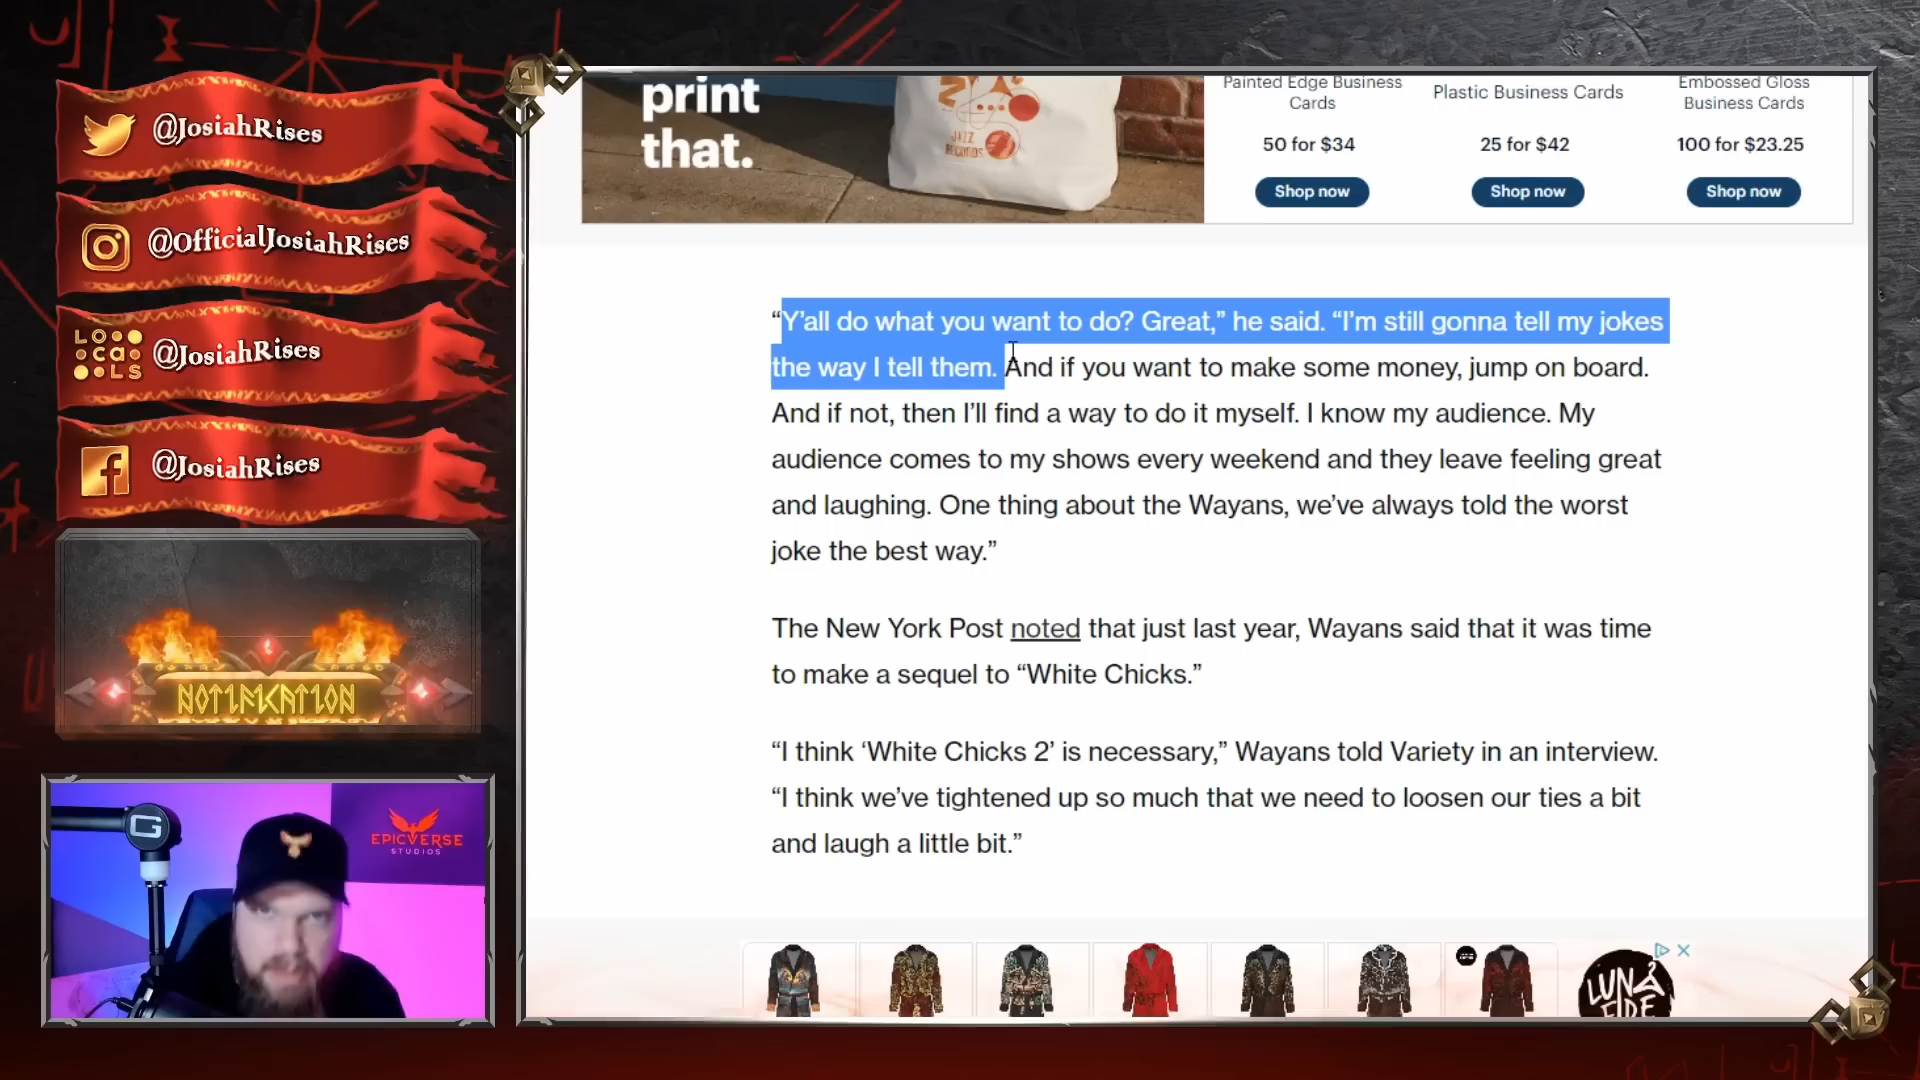 @JosiahRises
@OfficialJosiahRises
LO
ca
LS
@JosiahRises
@JosiahRises
NOTIFICATION
G
EPICVERSE
STUDIOS
print
that.
JAZZ
RECORDS
Painted Edge Business
Cards
50 for $34
Shop now
Plastic Business Cards
25 for $42
Shop now
Embossed Gloss
Business Cards
100 for $23.25
Shop now
“Y’all do what you want to do? Great,” he said. “I’m still gonna tell my jokes
the way I tell them. And if you want to make some money, jump on board.
And if not, then I’ll find a way to do it myself. I know my audience. My
audience comes to my shows every weekend and they leave feeling great
and laughing. One thing about the Wayans, we’ve always told the worst
joke the best way.”
The New York Post noted that just last year, Wayans said that it was time
to make a sequel to “White Chicks.”
“I think ‘White Chicks 2’ is necessary,” Wayans told Variety in an interview.
“I think we’ve tightened up so much that we need to loosen our ties a bit
and laugh a little bit.”
LUNA
FIRE